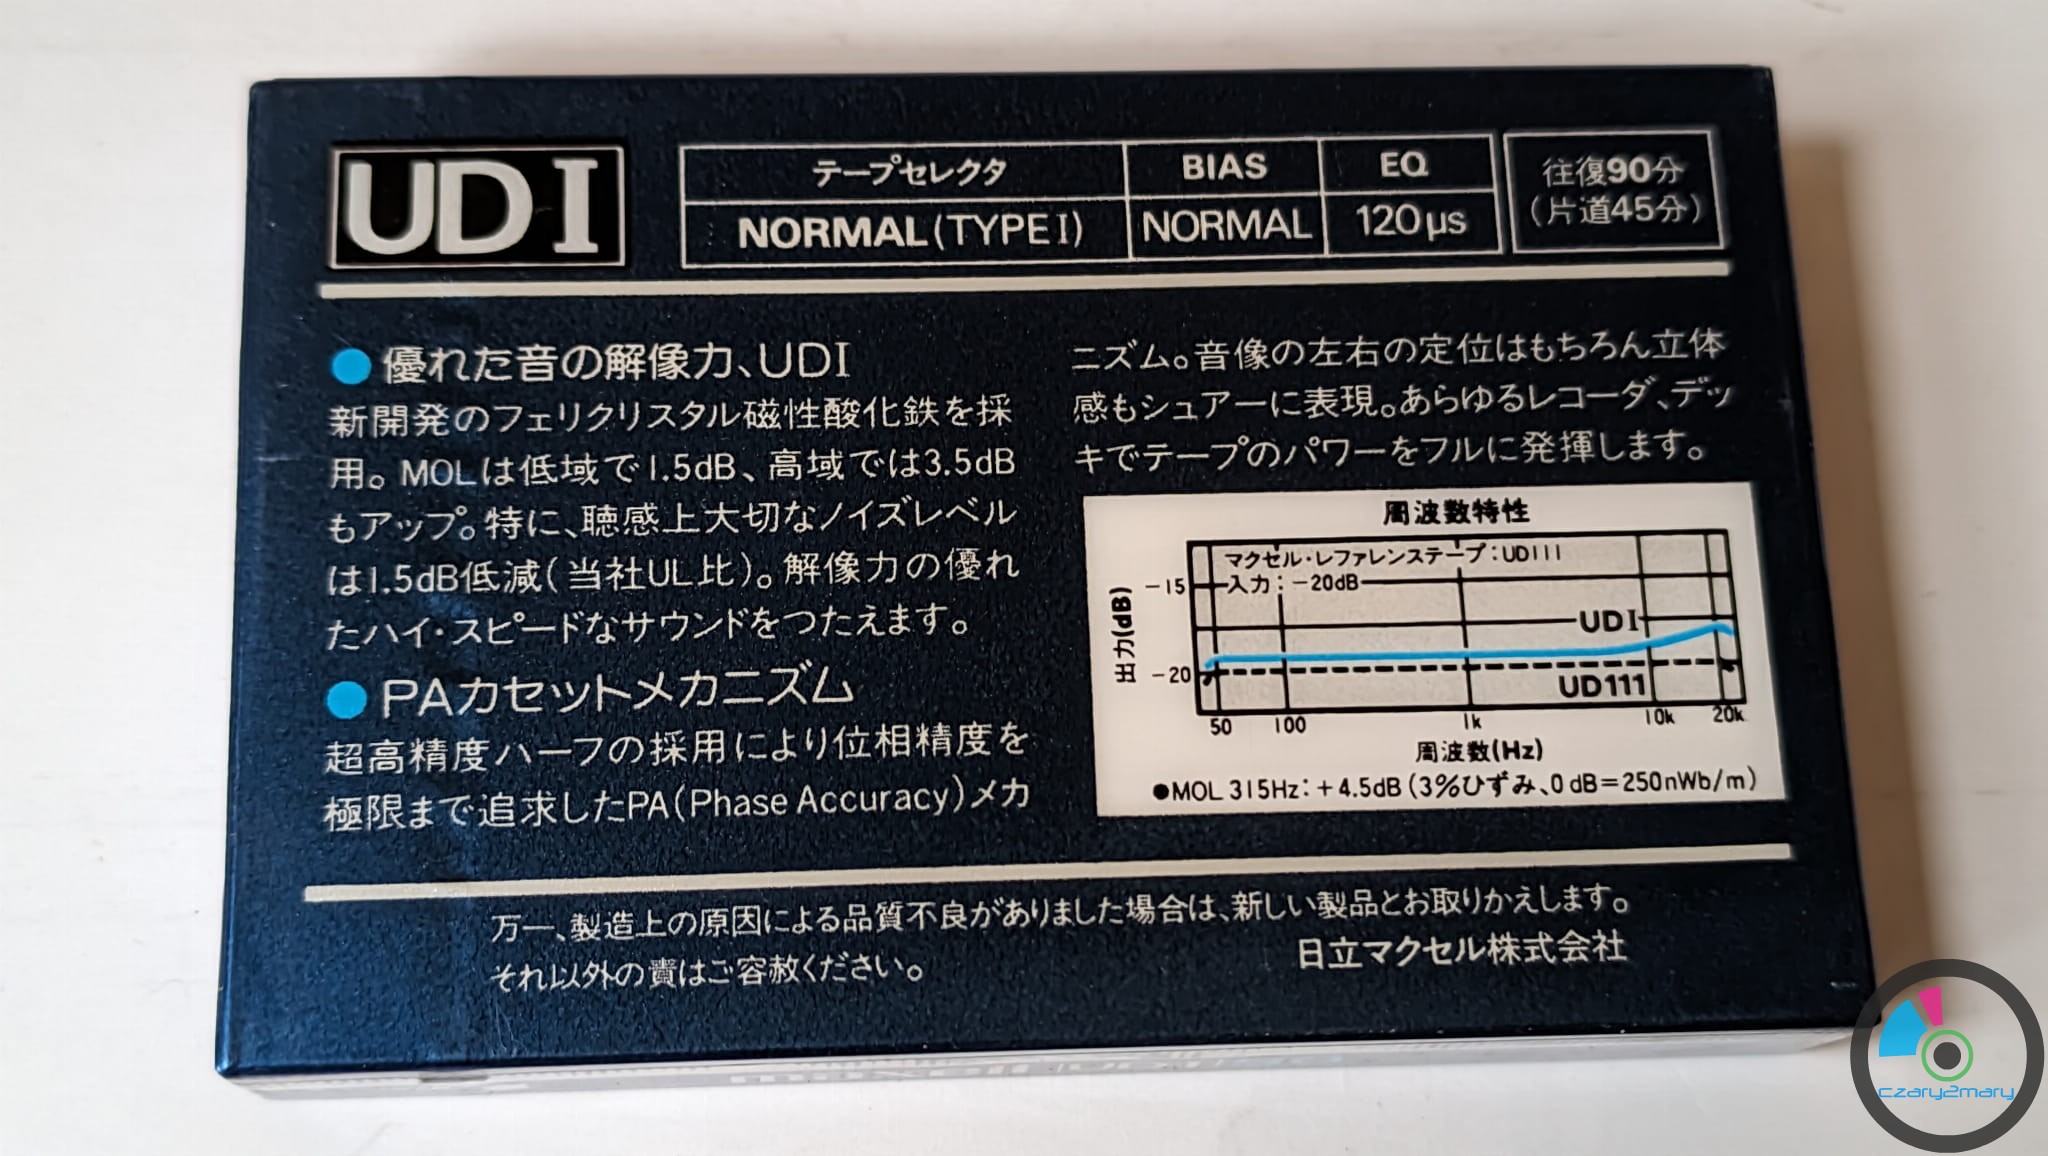 UD I
テープセレクタ BIAS EQ
NORMAL (TYPE I) NORMAL 120μs
往復90分
(片道45分)
●優れた音の解像力、UDI
新開発のフェリクリスタル磁性酸化鉄を採
用。MOLは低域で1.5dB、高域では3.5dB
もアップ。特に、聴感上大切なノイズレベル
は1.5dB低減(当社UL比)。解像力の優れ
たハイ・スピードなサウンドをつたえます。
●PAカセットメカニズム
超高精度ハーフの採用により位相精度を
極限まで追求したPA(Phase Accuracy)メカ
ニズム。音像の左右の定位はもちろん立体
感もシュアーに表現。あらゆるレコーダ、デッ
キでテープのパワーをフルに発揮します。
周波数特性
マクセル・レファレンステープ:UD111
入力:−20dB
−15
UD I
出力(dB)
−20
UD111
50 100 1k 10k 20k
周波数(Hz)
●MOL 315Hz:+4.5dB (3%ひずみ、0dB=250nWb/m)
万一、製造上の原因による品質不良がありました場合は、新しい製品とお取りかえします。
それ以外の責はご容赦ください。
日立マクセル株式会社
czary2mary